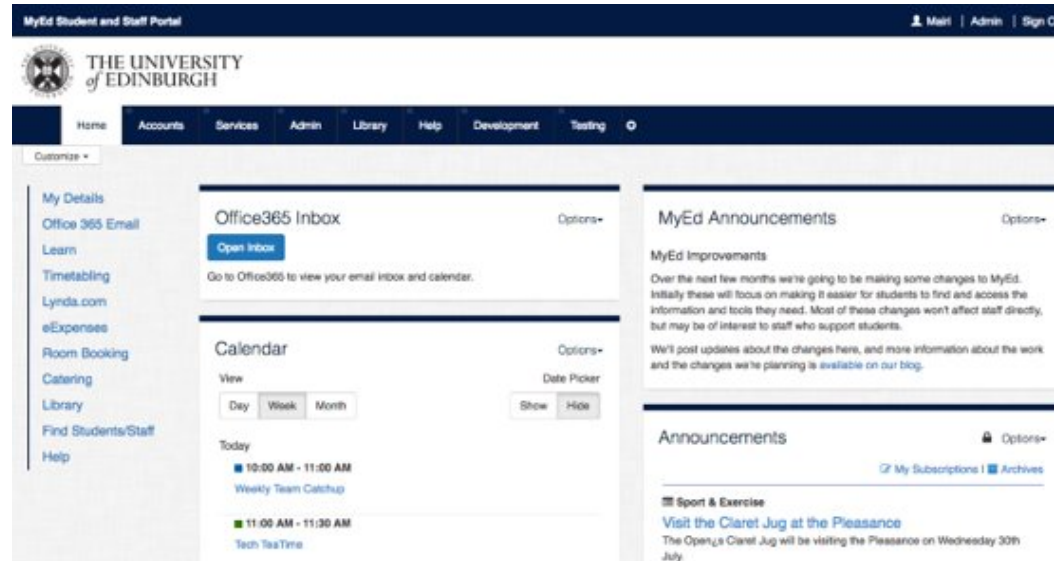 MyEd Student and Staff Portal
Mairi | Admin | Sign O
THE UNIVERSITY
of EDINBURGH
Home Accounts Services Admin Library Help Development Testing
Customize
My Details
Office 365 Email
Learn
Timetabling
Lynda.com
eExpenses
Room Booking
Catering
Library
Find Students/Staff
Help
Office365 Inbox Options
Open Inbox
Go to Office365 to view your email inbox and calendar.
Calendar Options
View Date Picker
Day Week Month Show Hide
Today
10:00 AM - 11:00 AM
Weekly Team Catchup
11:00 AM - 11:30 AM
Tech TeaTime
MyEd Announcements Options
MyEd Improvements
Over the next few months we're going to be making some changes to MyEd.
Initially these will focus on making it easier for students to find and access the
information and tools they need. Most of these changes won't affect staff directly,
but may be of interest to staff who support students.
We'll post updates about the changes here, and more information about the work
and the changes we're planning is available on our blog.
Announcements Options
My Subscriptions | Archives
Sport & Exercise
Visit the Claret Jug at the Pleasance
The Open¿s Claret Jug will be visiting the Pleasance on Wednesday 30th
July